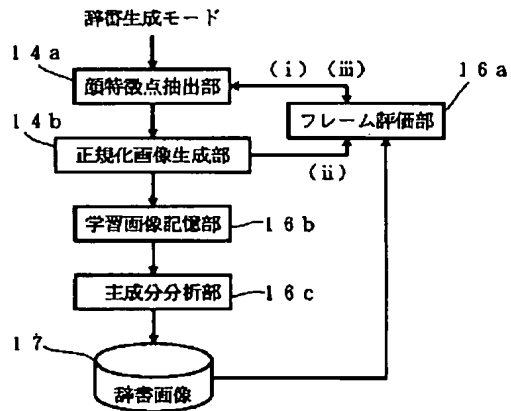 辞書生成モード
14a
顔特徴点抽出部
(i) (iii)
16a
フレーム評価部
14b
正規化画像生成部
(ii)
学習画像記憶部
16b
主成分分析部
16c
17
辞書画像